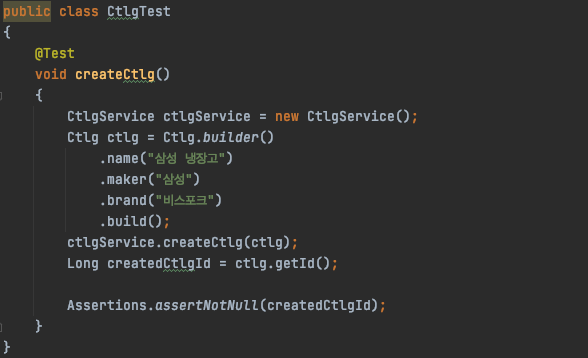 public class CtlgTest
{
@Test
void createCtlg()
{
CtlgService ctlgService = new CtlgService();
Ctlg ctlg = Ctlg.builder()
.name("삼성 냉장고")
.maker("삼성")
.brand("비스포크")
.build();
ctlgService.createCtlg(ctlg);
Long createdCtlgId = ctlg.getId();
Assertions.assertNotNull(createdCtlgId);
}
}